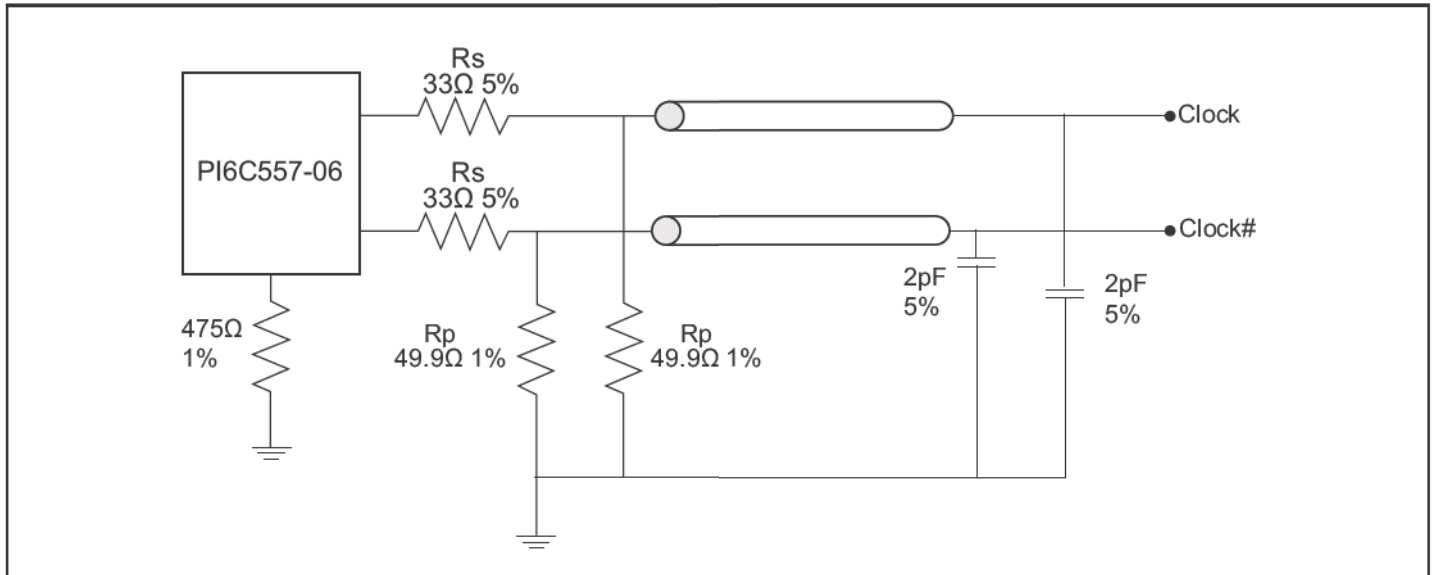 Rs
33Ω 5%
Clock
PI6C557-06
Rs
33Ω 5%
Clock#
2pF
5%
2pF
5%
475Ω
1%
Rp
49.9Ω 1%
Rp
49.9Ω 1%